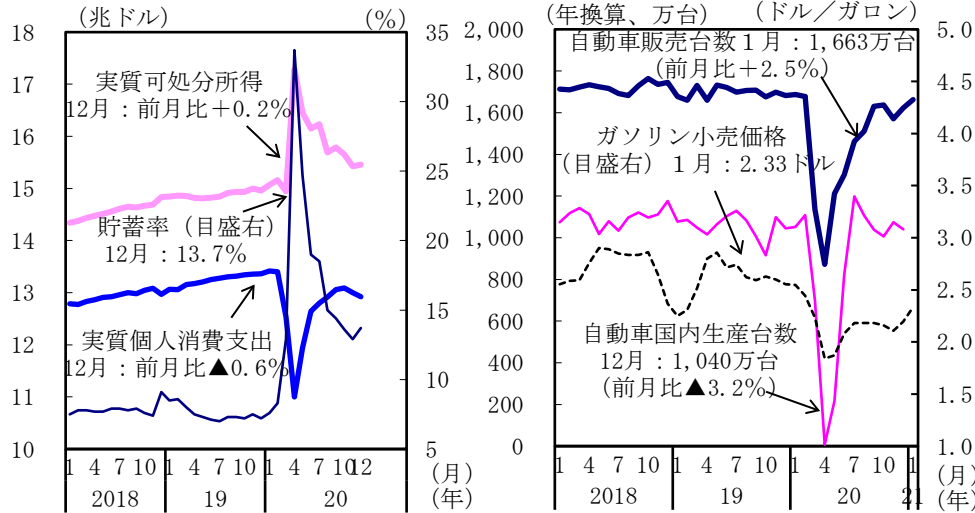 (兆ドル) (%)
18
17
16
15
14
13
12
11
10
35
30
25
20
15
10
5
実質可処分所得
12月：前月比＋0.2%
貯蓄率（目盛右）
12月：13.7%
実質個人消費支出
12月：前月比▲0.6%
1 4 7 10 1 4 7 10 1 4 7 10 12 (月)
2018 19 20 (年)
(年換算、万台) (ドル／ガロン)
2,000
1,800
1,600
1,400
1,200
1,000
800
600
400
200
0
5.0
4.5
4.0
3.5
3.0
2.5
2.0
1.5
1.0
自動車販売台数１月：1,663万台
(前月比＋2.5%)
ガソリン小売価格
(目盛右）１月：2.33ドル
自動車国内生産台数
12月：1,040万台
(前月比▲3.2%)
1 4 7 10 1 4 7 10 1 4 7 10 1 (月)
2018 19 20 21 (年)